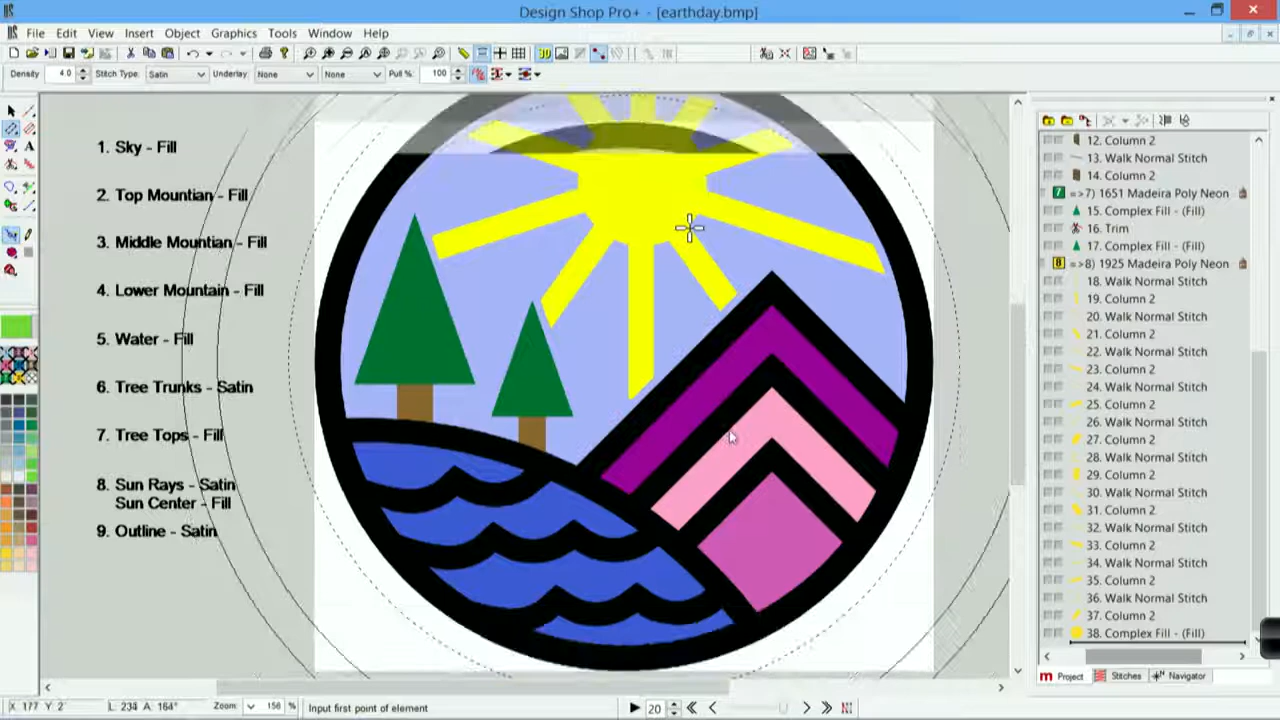 Design Shop Pro+ - [earthday.bmp]
File Edit View Insert Object Graphics Tools Window Help
Density 4.0 Stitch Type: Satin Underlay: None None Pull %: 100
1. Sky - Fill
2. Top Mountian - Fill
3. Middle Mountian - Fill
4. Lower Mountain - Fill
5. Water - Fill
6. Tree Trunks - Satin
7. Tree Tops - Fill
8. Sun Rays - Satin
Sun Center - Fill
9. Outline - Satin
12. Column 2
13. Walk Normal Stitch
14. Column 2
7 =>7) 1651 Madeira Poly Neon
15. Complex Fill - (Fill)
16. Trim
17. Complex Fill - (Fill)
8 =>8) 1925 Madeira Poly Neon
18. Walk Normal Stitch
19. Column 2
20. Walk Normal Stitch
21. Column 2
22. Walk Normal Stitch
23. Column 2
24. Walk Normal Stitch
25. Column 2
26. Walk Normal Stitch
27. Column 2
28. Walk Normal Stitch
29. Column 2
30. Walk Normal Stitch
31. Column 2
32. Walk Normal Stitch
33. Column 2
34. Walk Normal Stitch
35. Column 2
36. Walk Normal Stitch
37. Column 2
38. Complex Fill - (Fill)
Project Stitches Navigator
X 177 Y 2 L: 234 A: 164° Zoom: 156 % Input first point of element 20